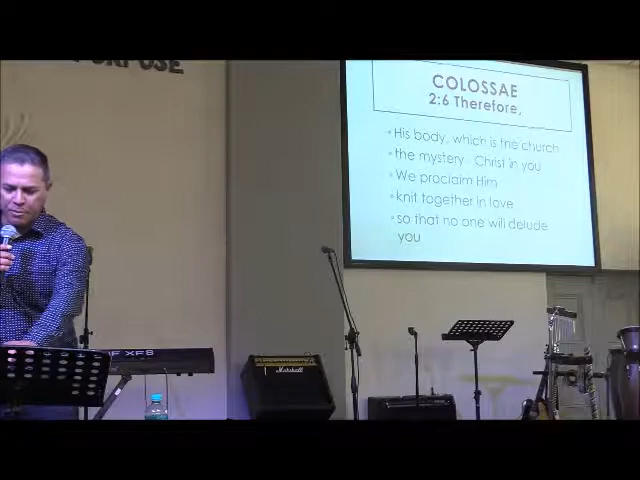 PURPOSE
COLOSSAE
2:6 Therefore,
• His body, which is the church
• the mystery... Christ in you
• We proclaim Him
• knit together in love
• so that no one will delude
you
XF8
Marshall